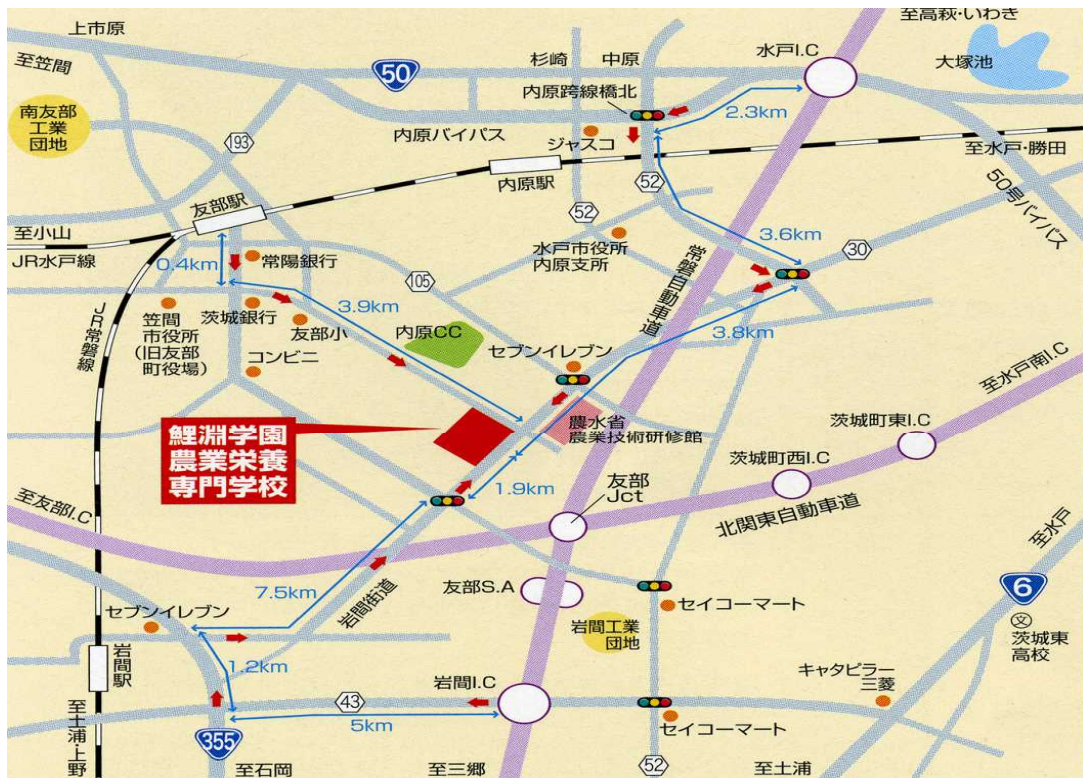 上市原
至笠間
南友部
工業
団地
50
杉崎
中原
水戸I.C
至高萩・いわき
大塚池
内原跨線橋北
内原バイパス
ジャスコ
2.3km
193
友部駅
内原駅
52
至水戸・勝田
50号バイパス
至小山
JR水戸線
0.4km
常陽銀行
52
水戸市役所
内原支所
常磐自動車道
3.6km
30
JR常磐線
105
3.9km
笠間
市役所
(旧友部
町役場)
茨城銀行
友部小
コンビニ
内原CC
セブンイレブン
3.8km
鯉淵学園
農業栄養
専門学校
農水省
農業技術研修館
至水戸南I.C
茨城町東I.C
茨城町西I.C
1.9km
友部
Jct
北関東自動車道
至友部I.C
至水戸
7.5km
岩間街道
友部S.A
セイコーマート
6
セブンイレブン
岩間工業
団地
文
茨城東
高校
岩間駅
1.2km
岩間I.C
キャタピラー
三菱
43
5km
セイコーマート
至土浦・上野
355
至石岡
至三郷
52
至土浦